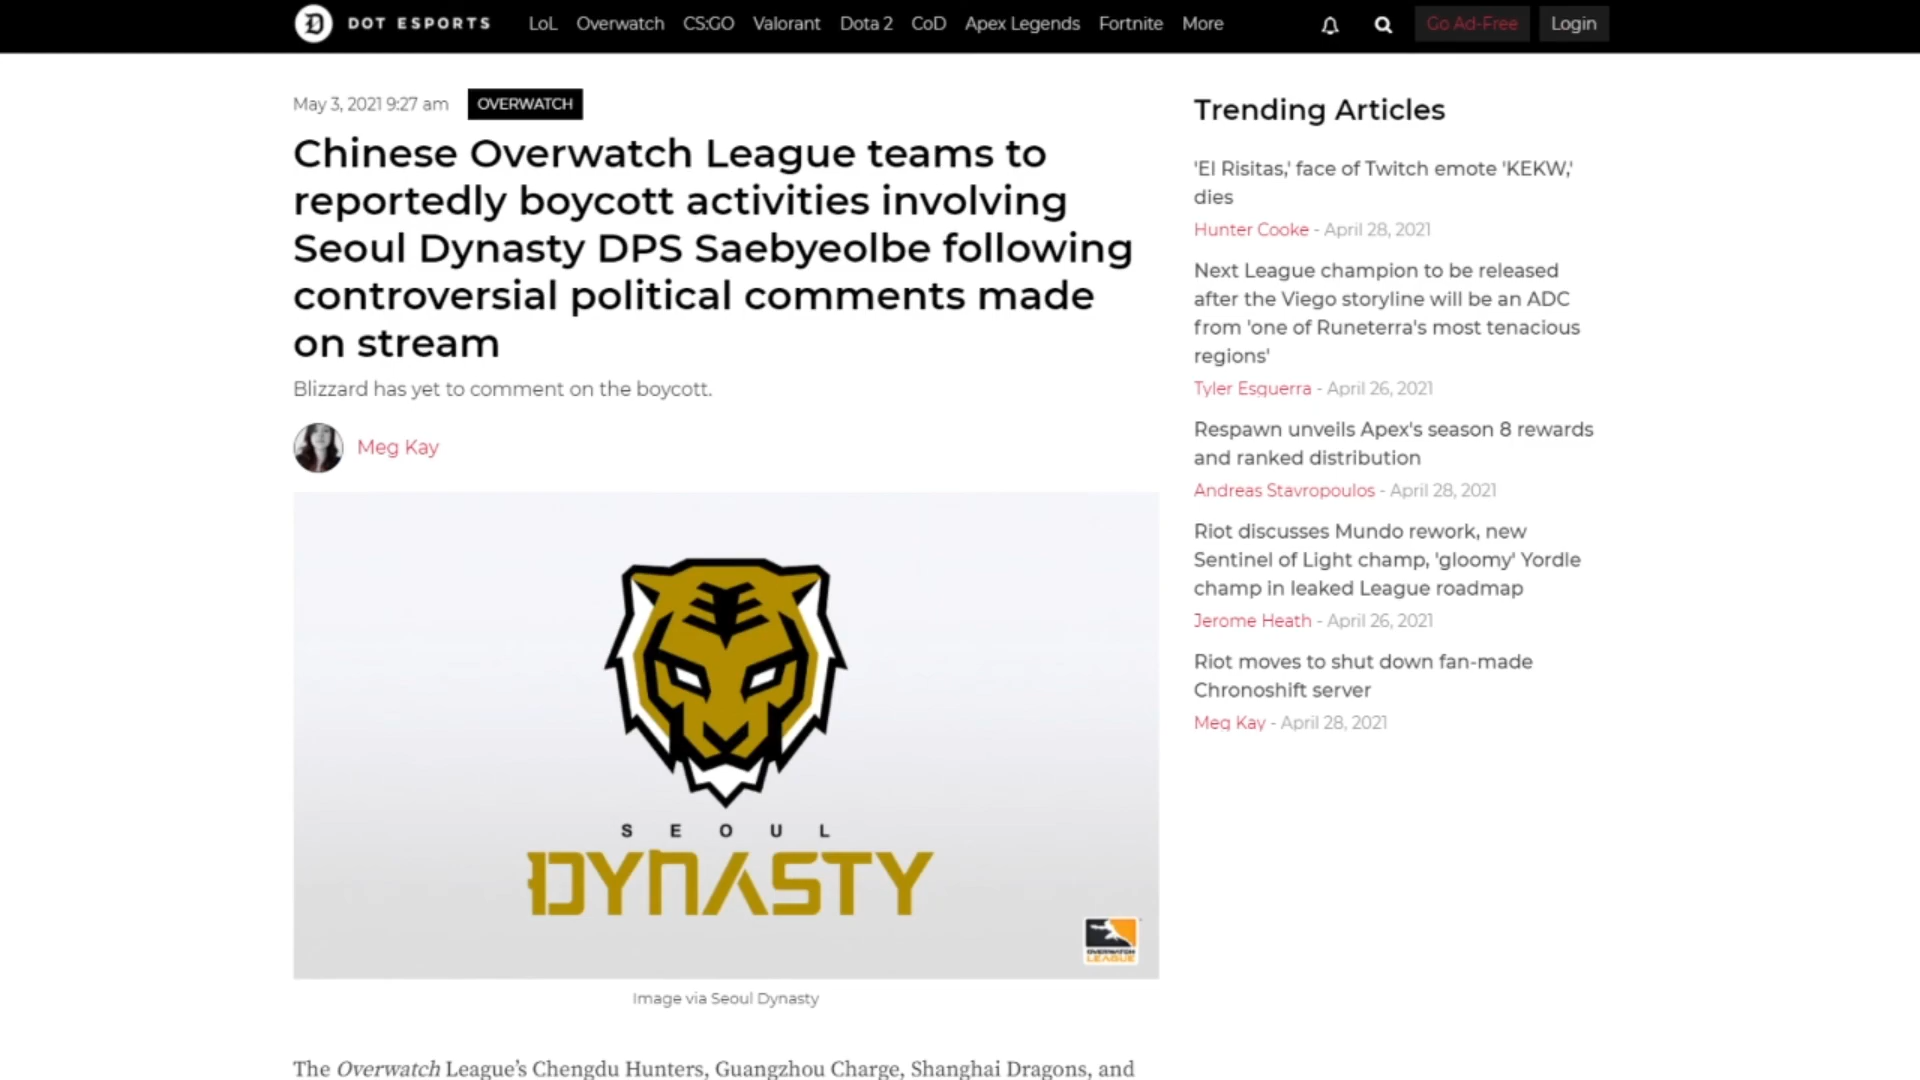 DOT ESPORTS
LoL Overwatch CS:GO Valorant Dota 2 CoD Apex Legends Fortnite More
Go Ad-Free Login
May 3, 2021 9:27 am OVERWATCH
Chinese Overwatch League teams to
reportedly boycott activities involving
Seoul Dynasty DPS Saebyeolbe following
controversial political comments made
on stream
Blizzard has yet to comment on the boycott.
Meg Kay
SEOUL
DYNASTY
OVERWATCH
LEAGUE
Image via Seoul Dynasty
The Overwatch League’s Chengdu Hunters, Guangzhou Charge, Shanghai Dragons, and
Trending Articles
'El Risitas,' face of Twitch emote 'KEKW,'
dies
Hunter Cooke - April 28, 2021
Next League champion to be released
after the Viego storyline will be an ADC
from 'one of Runeterra's most tenacious
regions'
Tyler Esguerra - April 26, 2021
Respawn unveils Apex's season 8 rewards
and ranked distribution
Andreas Stavropoulos - April 28, 2021
Riot discusses Mundo rework, new
Sentinel of Light champ, 'gloomy' Yordle
champ in leaked League roadmap
Jerome Heath - April 26, 2021
Riot moves to shut down fan-made
Chronoshift server
Meg Kay - April 28, 2021